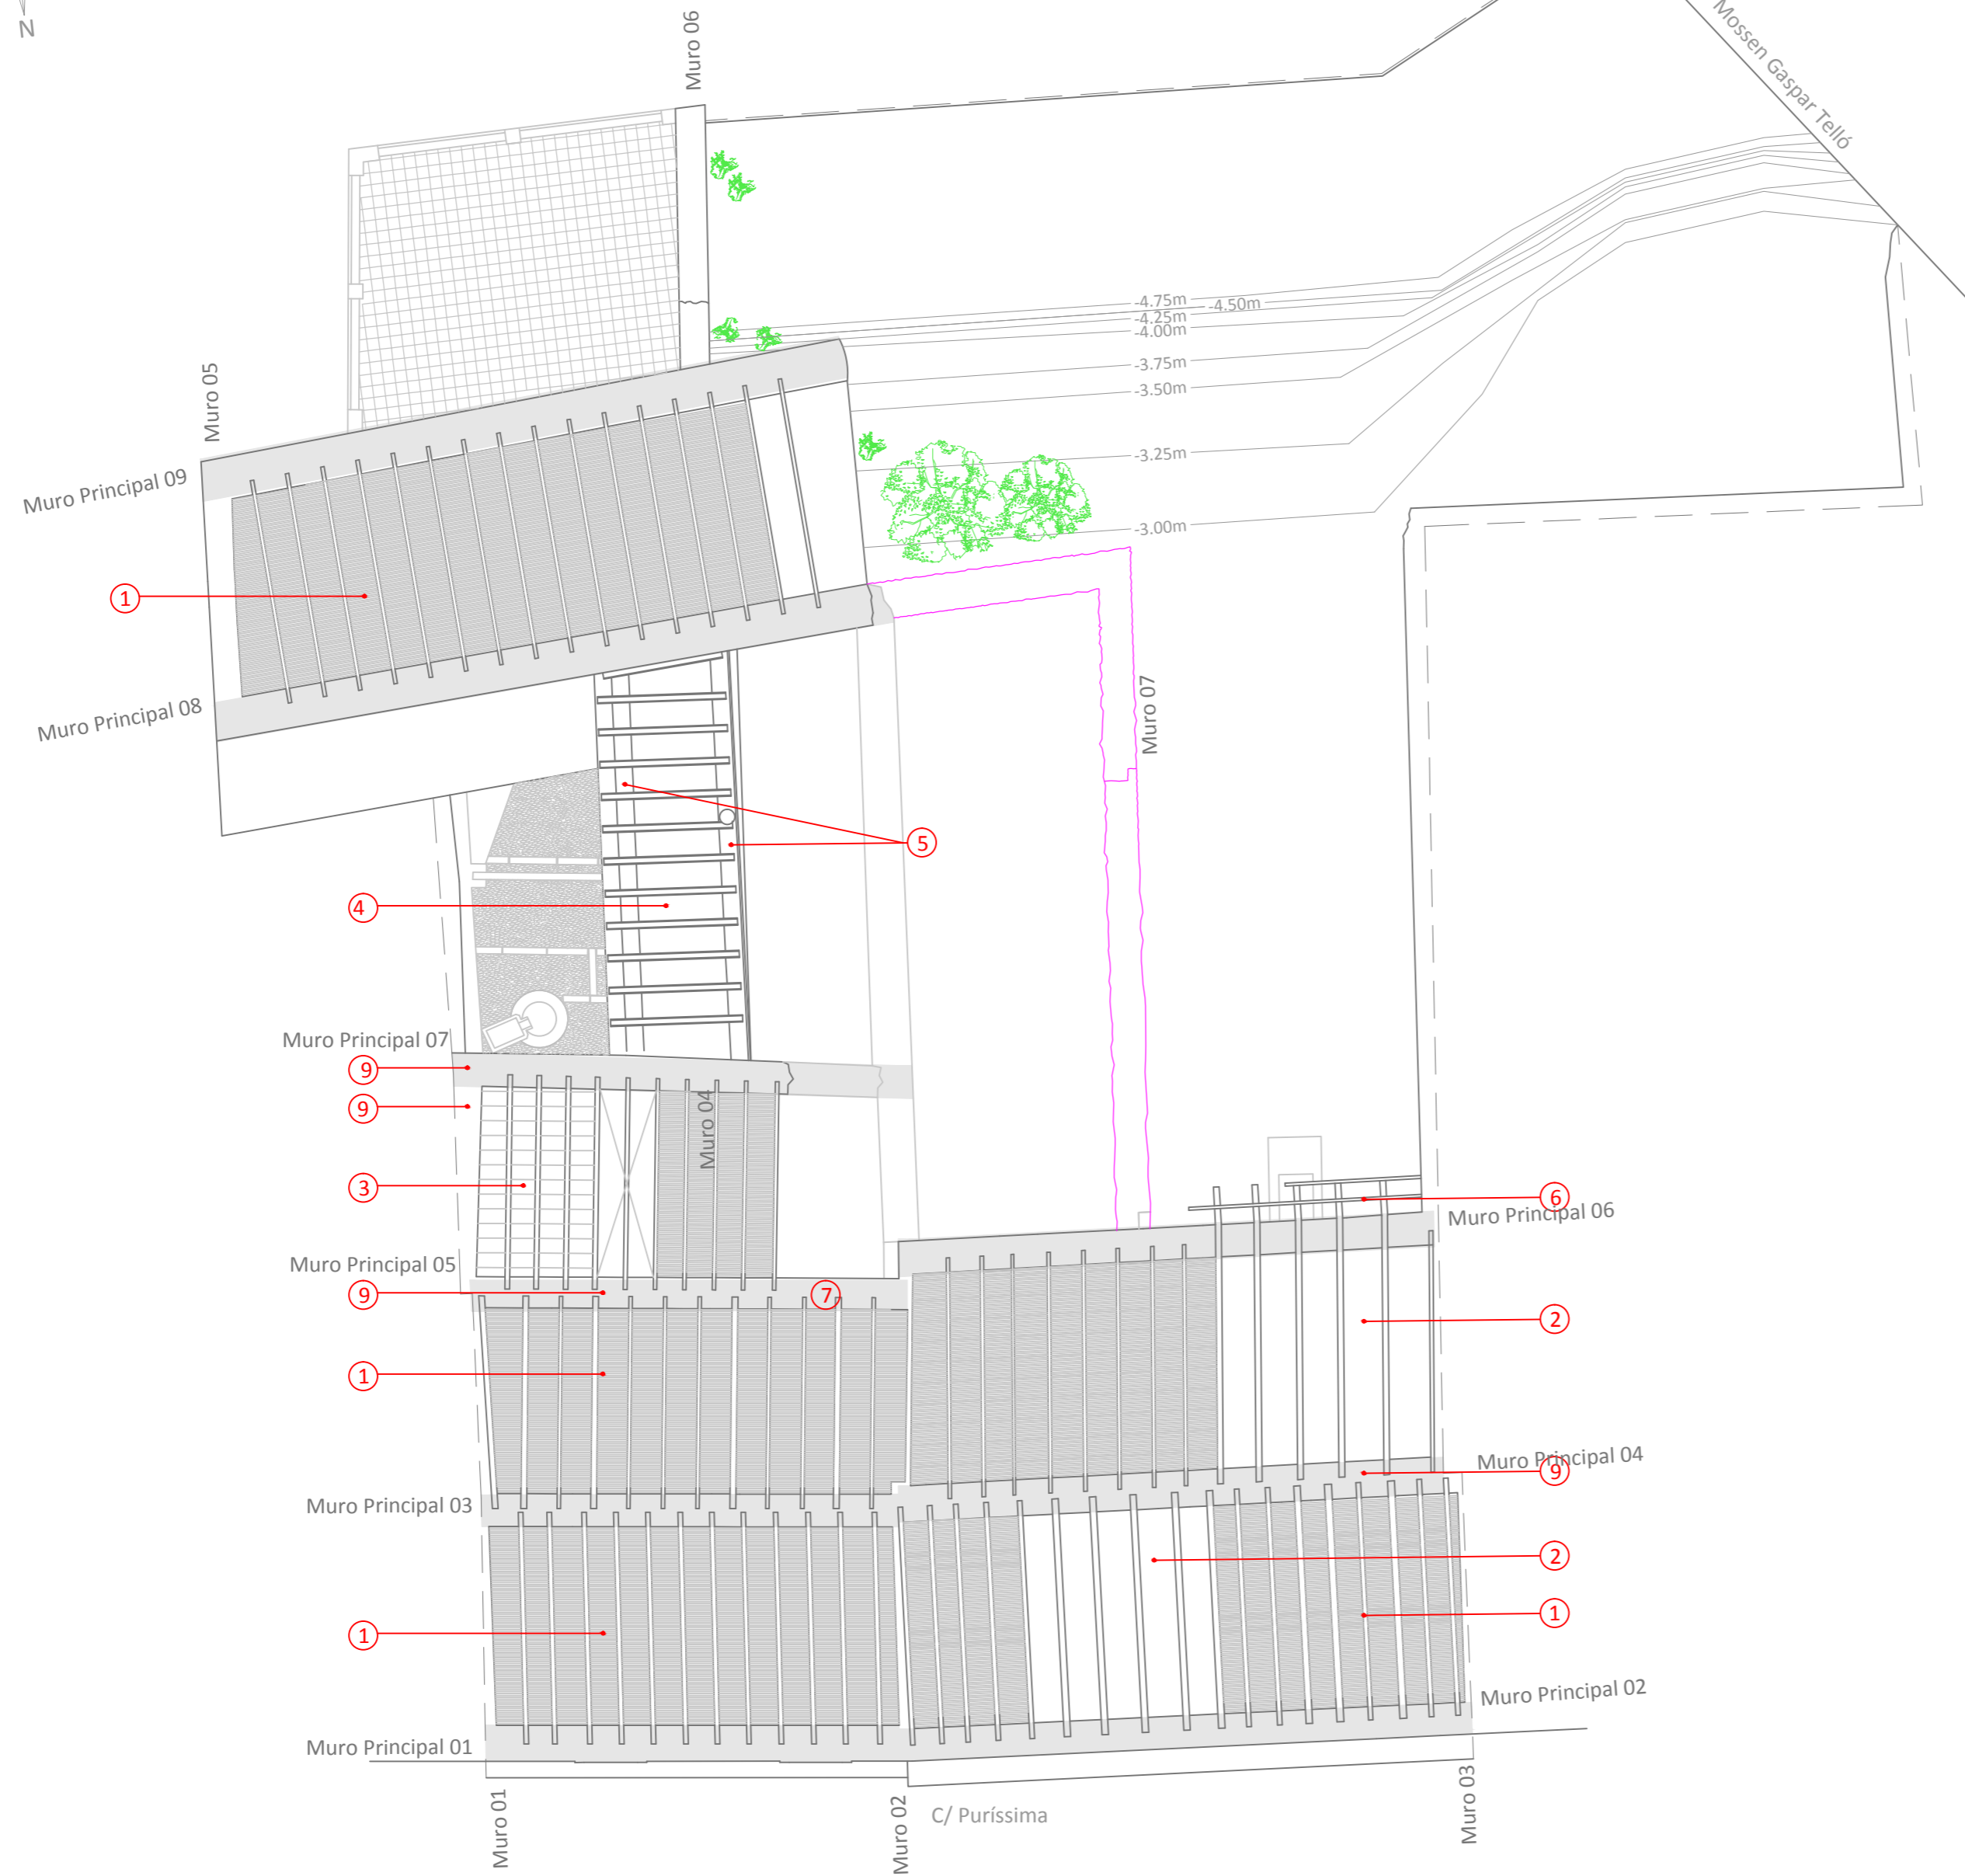 N
Muro 06
Mossen Gaspar Telló
-4.75m
-4.50m
-4.25m
-4.00m
-3.75m
-3.50m
-3.25m
-3.00m
Muro 05
Muro Principal 09
1
Muro Principal 08
Muro 07
5
4
Muro Principal 07
9
9
Muro 04
3
6
Muro Principal 06
Muro Principal 05
9
7
2
1
Muro Principal 04
9
Muro Principal 03
2
1
1
Muro Principal 02
Muro Principal 01
Muro 01
Muro 02
C/ Puríssima
Muro 03